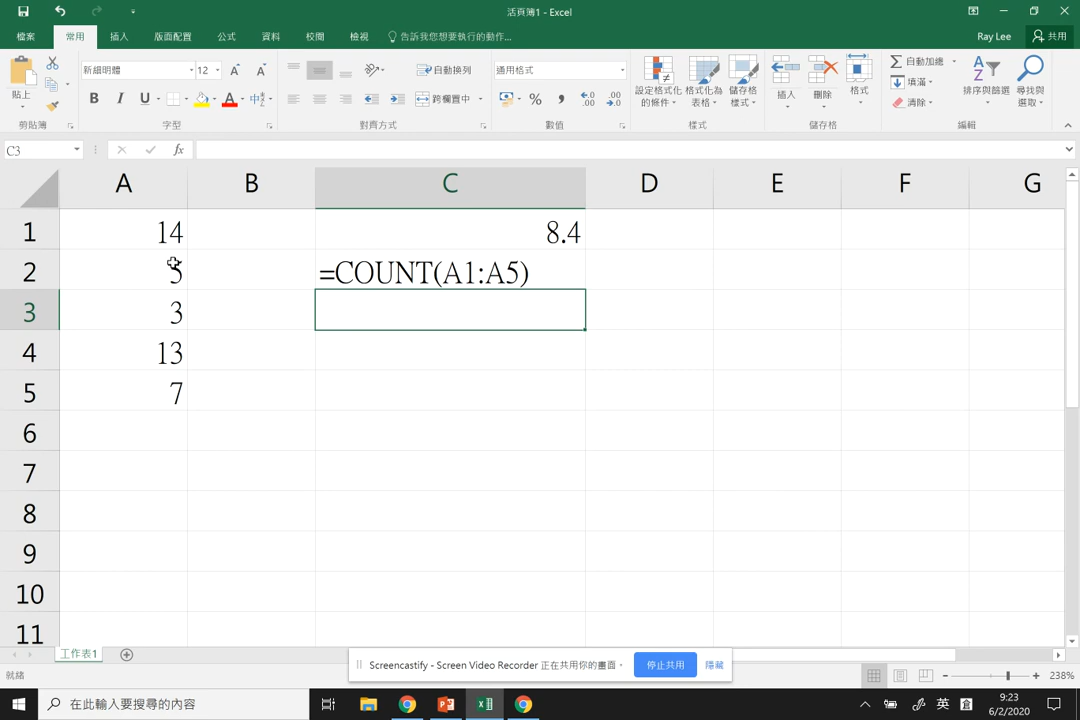 活頁簿1 - Excel
檔案 常用 插入 版面配置 公式 資料 校閱 檢視 告訴我您想要執行的動作... Ray Lee 共用
新細明體 12 A A 自動換列 通用格式 自動加總
貼上 B I U A 中 跨欄置中 % , 設定格式化的條件 格式化為表格 儲存格樣式 插入 刪除 格式 填滿 清除 排序與篩選 尋找與選取
剪貼簿 字型 對齊方式 數值 樣式 儲存格 編輯
C3 fx
A B C D E F G
1 14 8.4
2 5 =COUNT(A1:A5)
3 3
4 13
5 7
6
7
8
9
10
11
工作表1
Screencastify - Screen Video Recorder 正在共用你的畫面。 停止共用 隱藏
就緒 238%
在此輸入要搜尋的內容 英 9:23
6/2/2020